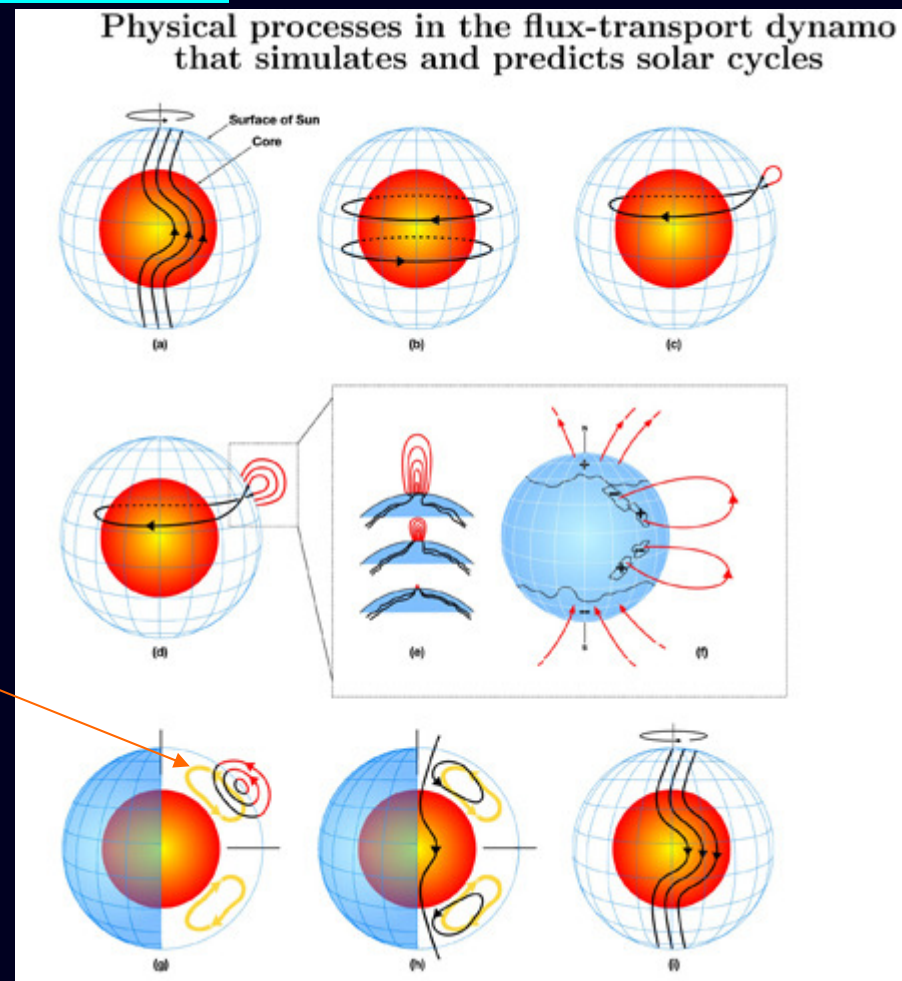 Physical processes in the flux-transport dynamo
that simulates and predicts solar cycles
Surface of Sun
Core
(a)
(b)
(c)
N
+
--
+
--
+
--
S
(d)
(e)
(f)
(g)
(h)
(i)